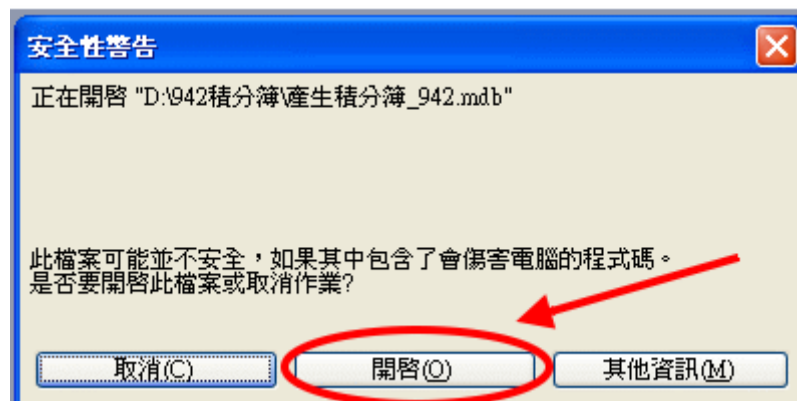 安全性警告
正在開啓 "D:\942積分簿\產生積分簿_942.mdb"
此檔案可能並不安全，如果其中包含了會傷害電腦的程式碼。
是否要開啓此檔案或取消作業?
取消(C) 開啓(O) 其他資訊(M)